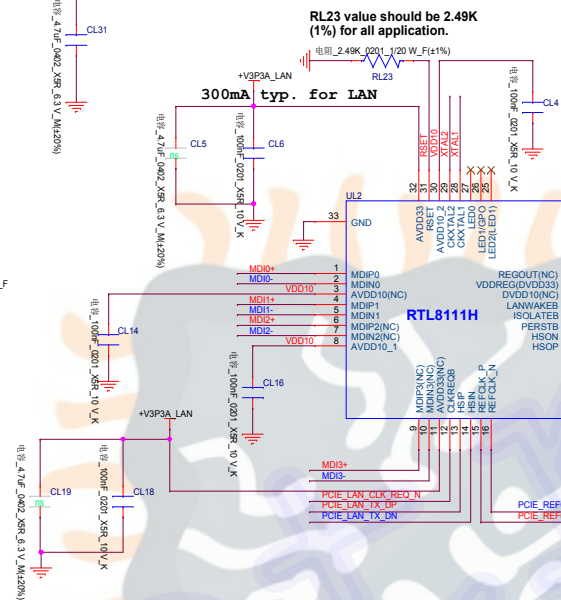 RL23 value should be 2.49K
(1%) for all application.
电阻_2.49K_0201_1/20 W_F(±1%)
RL23
CL31
电容_4.7uF_0402_X5R_6.3 V_M(±20%)
+V3P3A_LAN
300mA typ. for LAN
CL5
DS
电容_4.7uF_0402_X5R_6.3 V_M(±20%)
CL6
电容_100nF_0201_X5R_10 V_K
CL4
电容_100nF_0201_X5R_10 V_K
RSET
VDD10
XTAL2
XTAL1
32
31
30
29
28
27
26
25
UL2
33
GND
AVDD33
RSET
AVDD10_2
CKXTAL2
CKXTAL1
LED0
LED1/GPO
LED2(LED1)
_F
MDI0+
MDI0-
VDD10
MDI1+
MDI1-
MDI2+
MDI2-
VDD10
1
2
3
4
5
6
7
8
MDIP0
MDIN0
AVDD10(NC)
MDIP1
MDIN1
MDIP2(NC)
MDIN2(NC)
AVDD10_1
RTL8111H
REGOUT(NC)
VDDREG(DVDD33)
DVDD10(NC)
LANWAKEB
ISOLATEB
PERSTB
HSON
HSOP
CL14
电容_100nF_0201_X5R_10 V_K
CL16
电容_100nF_0201_X5R_10 V_K
MDIP3(NC)
MDIN3(NC)
AVDD33(NC)
CLKREQB
HSIP
HSIN
REFCLK_P
REFCLK_N
9
10
11
12
13
14
15
16
+V3P3A_LAN
CL19
DS
电容_4.7uF_0402_X5R_6.3 V_M(±20%)
CL18
电容_100nF_0201_X5R_10 V_K
MDI3+
MDI3-
PCIE_LAN_CLK_REQ_N
PCIE_LAN_TX_DP
PCIE_LAN_TX_DN
PCIE_REF
PCIE_REF